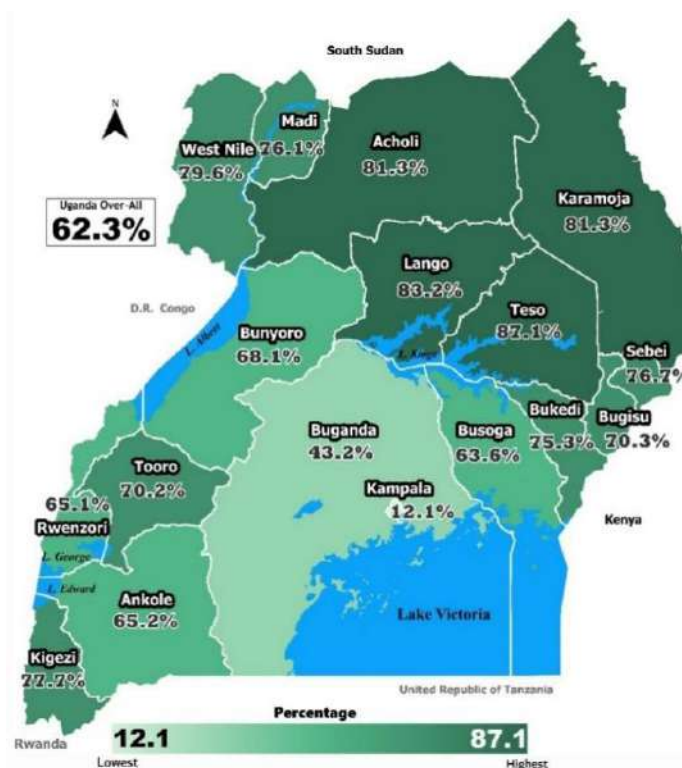 South Sudan
N
Madi
76.1%
West Nile
79.6%
Acholi
81.3%
Karamoja
81.3%
Uganda Over-All
62.3%
Lango
83.2%
Teso
87.1%
D.R. Congo
L. Albert
Bunyoro
68.1%
L. Kyoga
Sebei
76.7%
Bukedi
75.3%
Bugisu
70.3%
Buganda
43.2%
Busoga
63.6%
Tooro
70.2%
Kampala
12.1%
65.1%
Rwenzori
Kenya
L. George
L. Edward
Ankole
65.2%
Lake Victoria
Kigezi
77.7%
United Republic of Tanzania
Percentage
Rwanda
12.1
87.1
Lowest
Highest